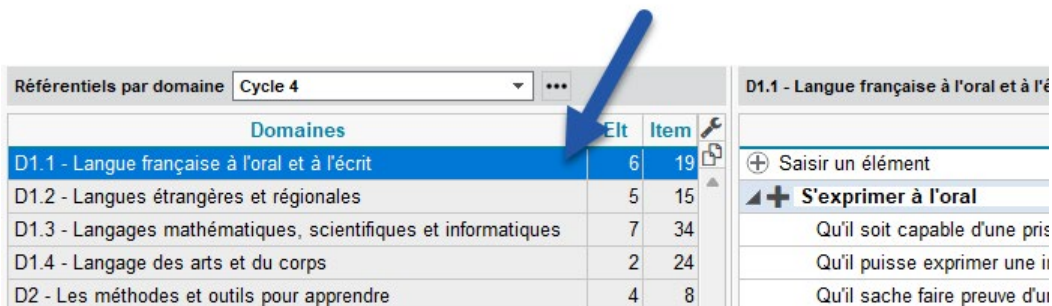 Référentiels par domaine Cycle 4
Domaines Elt Item
D1.1 - Langue française à l'oral et à l'écrit 6 19
D1.2 - Langues étrangères et régionales 5 15
D1.3 - Langages mathématiques, scientifiques et informatiques 7 34
D1.4 - Langage des arts et du corps 2 24
D2 - Les méthodes et outils pour apprendre 4 8
D1.1 - Langue française à l'oral et à l'é
Saisir un élément
S'exprimer à l'oral
Qu'il soit capable d'une pris
Qu'il puisse exprimer une
Qu'il sache faire preuve d'un